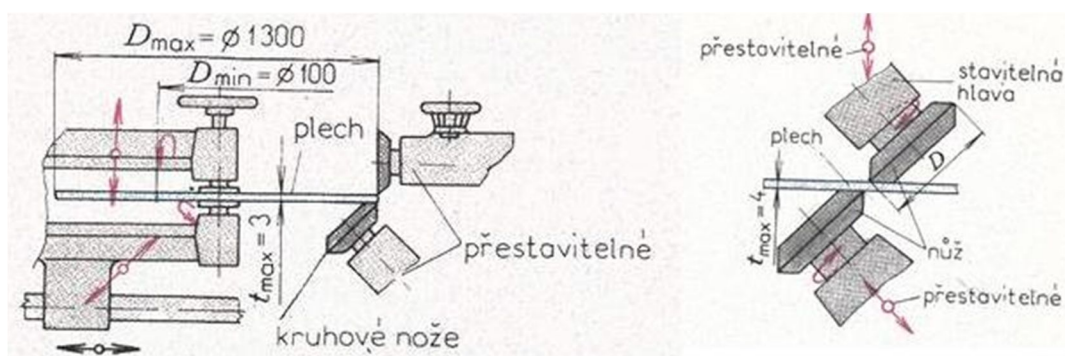 Dmax = ϕ 1300
Dmin = ϕ 100
plech
tmax = 3
přestavitelné
kruhové nože
přestavitelné
stavitelná
hlava
plech
D
tmax = 4
nůž
přestavitelné